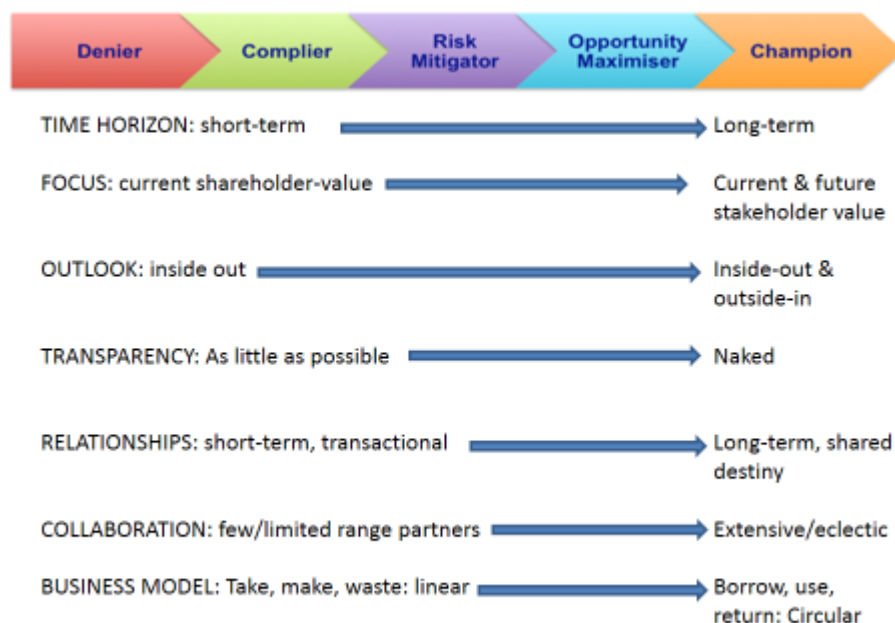 Denier
Complier
Risk
Mitigator
Opportunity
Maximiser
Champion
TIME HORIZON: short-term
Long-term
FOCUS: current shareholder-value
Current & future
stakeholder value
OUTLOOK: inside out
Inside-out &
outside-in
TRANSPARENCY: As little as possible
Naked
RELATIONSHIPS: short-term, transactional
Long-term, shared
destiny
COLLABORATION: few/limited range partners
Extensive/eclectic
BUSINESS MODEL: Take, make, waste: linear
Borrow, use,
return: Circular